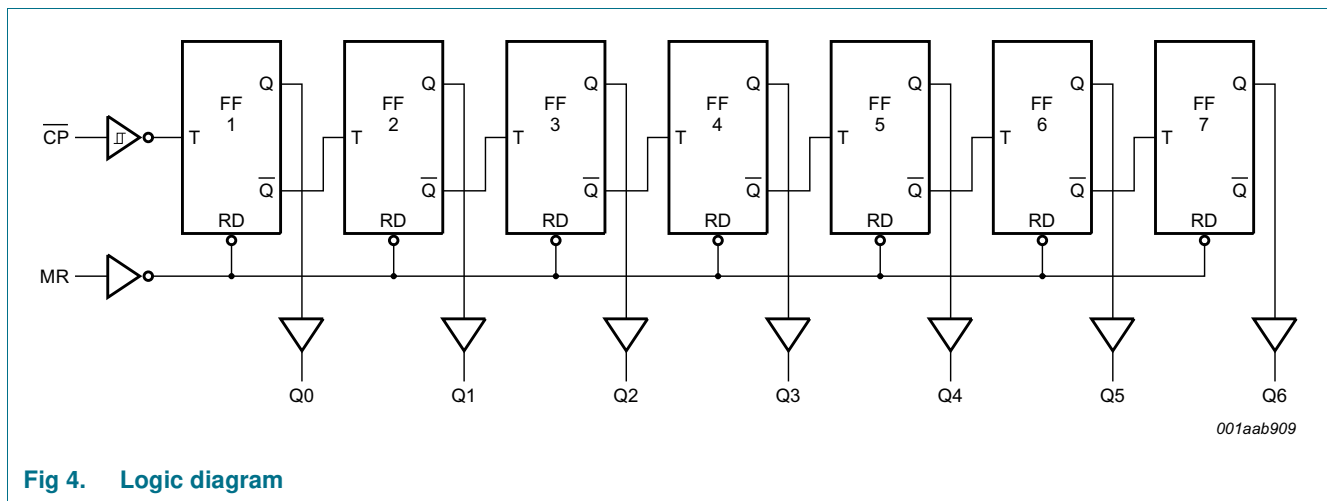 Q Q Q Q Q Q Q
FF FF FF FF FF FF FF
1 2 3 4 5 6 7
C̅P̅ T T T T T T T
Q̅ Q̅ Q̅ Q̅ Q̅ Q̅ Q̅
RD RD RD RD RD RD RD
MR
Q0 Q1 Q2 Q3 Q4 Q5 Q6
001aab909
Fig 4. Logic diagram